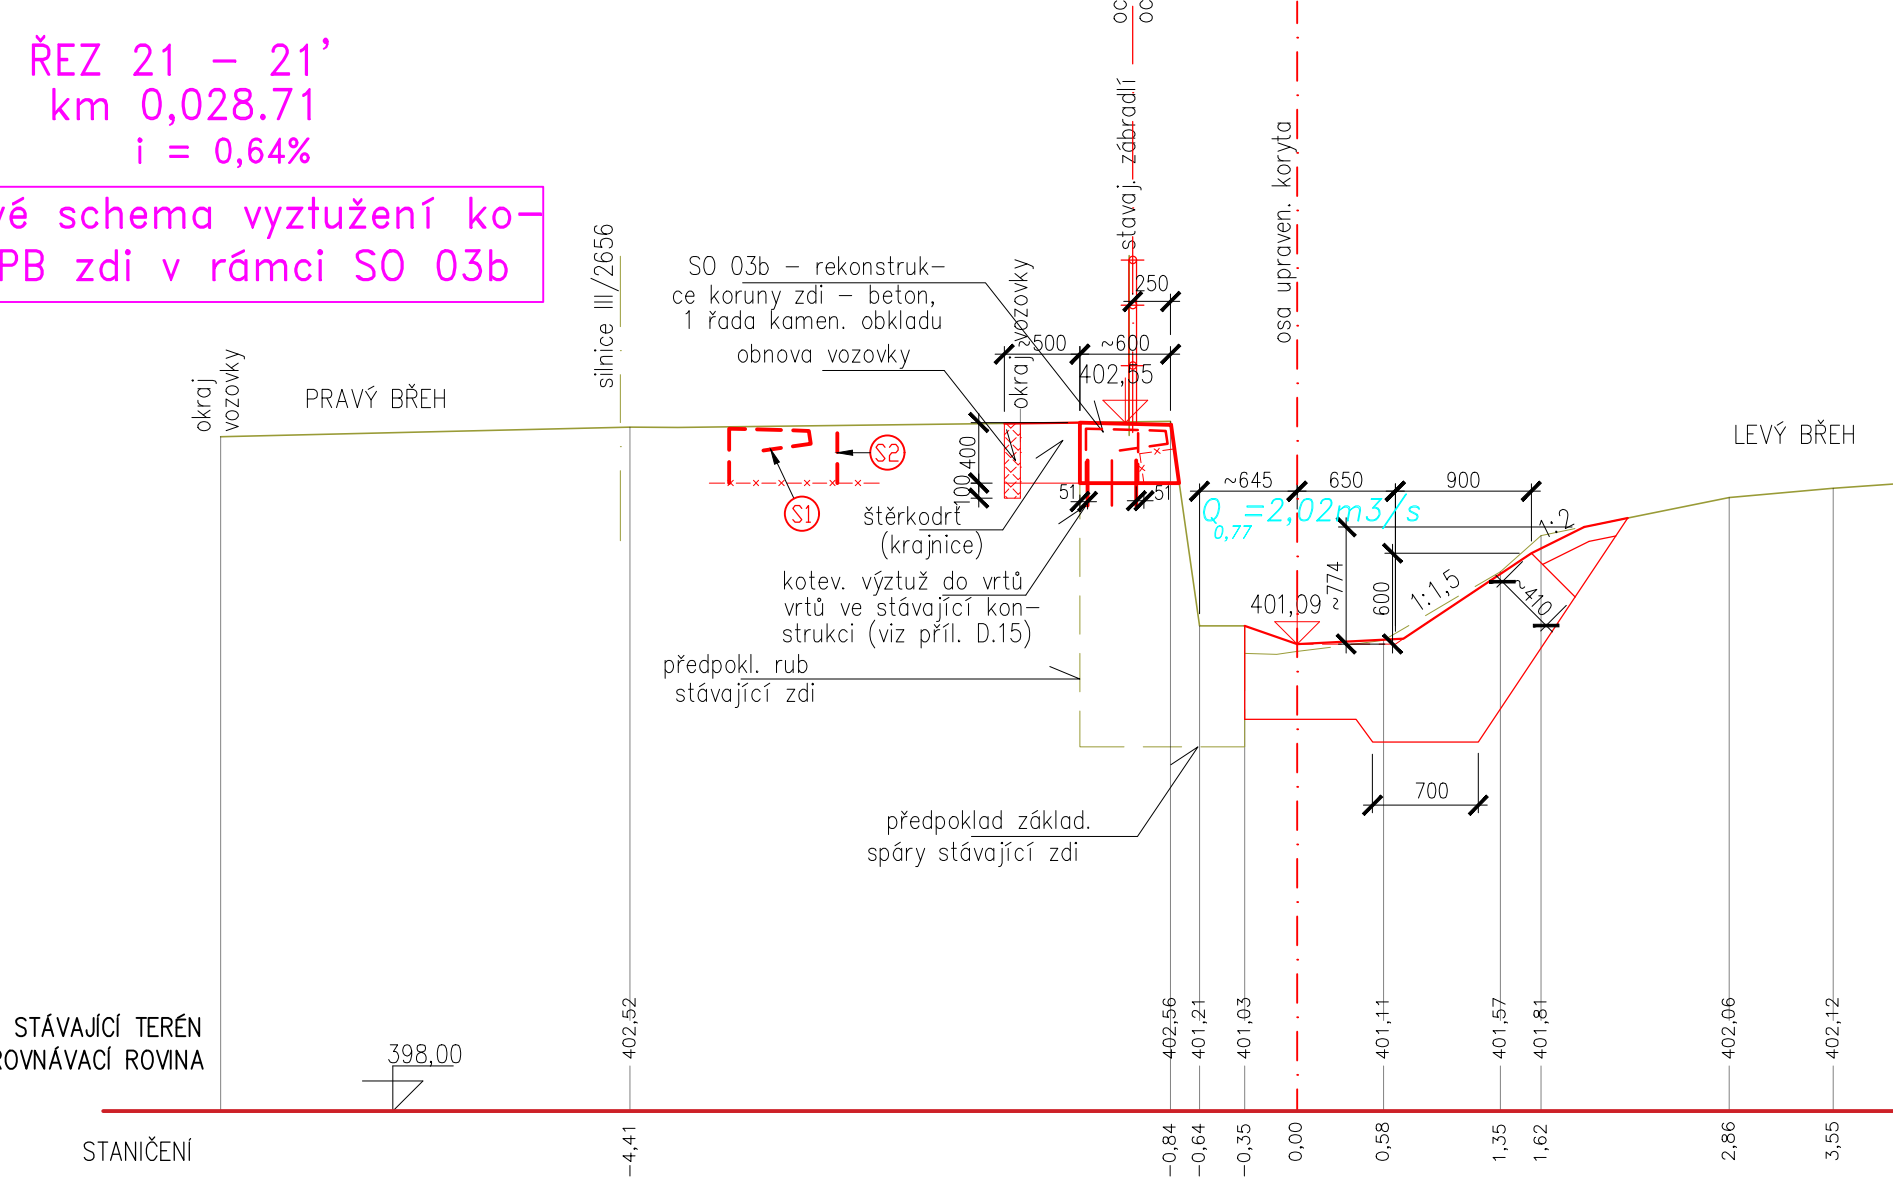 ŘEZ 21 - 21'
km 0,028.71
i = 0,64%
vé schema vyztužení ko-
PB zdi v rámci SO 03b
silnice III/2656
okraj
vozovky
PRAVÝ BŘEH
SO 03b - rekonstruk-
ce koruny zdi - beton,
1 řada kamen. obkladu
obnova vozovky
okraj vozovky
stávaj. zábradlí
osa upraven. koryta
250
~500
~600
402,55
LEVÝ BŘEH
400
100
S2
S1
51
51
štěrkodrť
(krajnice)
kotev. výztuž do vrtů
vrtů ve stávající kon-
strukci (viz příl. D.15)
předpokl. rub
stávající zdi
předpoklad základ.
spáry stávající zdi
~645
650
900
Q0,77=2,02m3/s
401,09
~774
600
1:1,5
1:2
~410
700
STÁVAJÍCÍ TERÉN
ROVNÁVACÍ ROVINA
398,00
402,52
402,56
401,21
401,03
401,11
401,57
401,81
402,06
402,12
STANIČENÍ
-4,41
-0,84
-0,64
-0,35
0,00
0,58
1,35
1,62
2,86
3,55